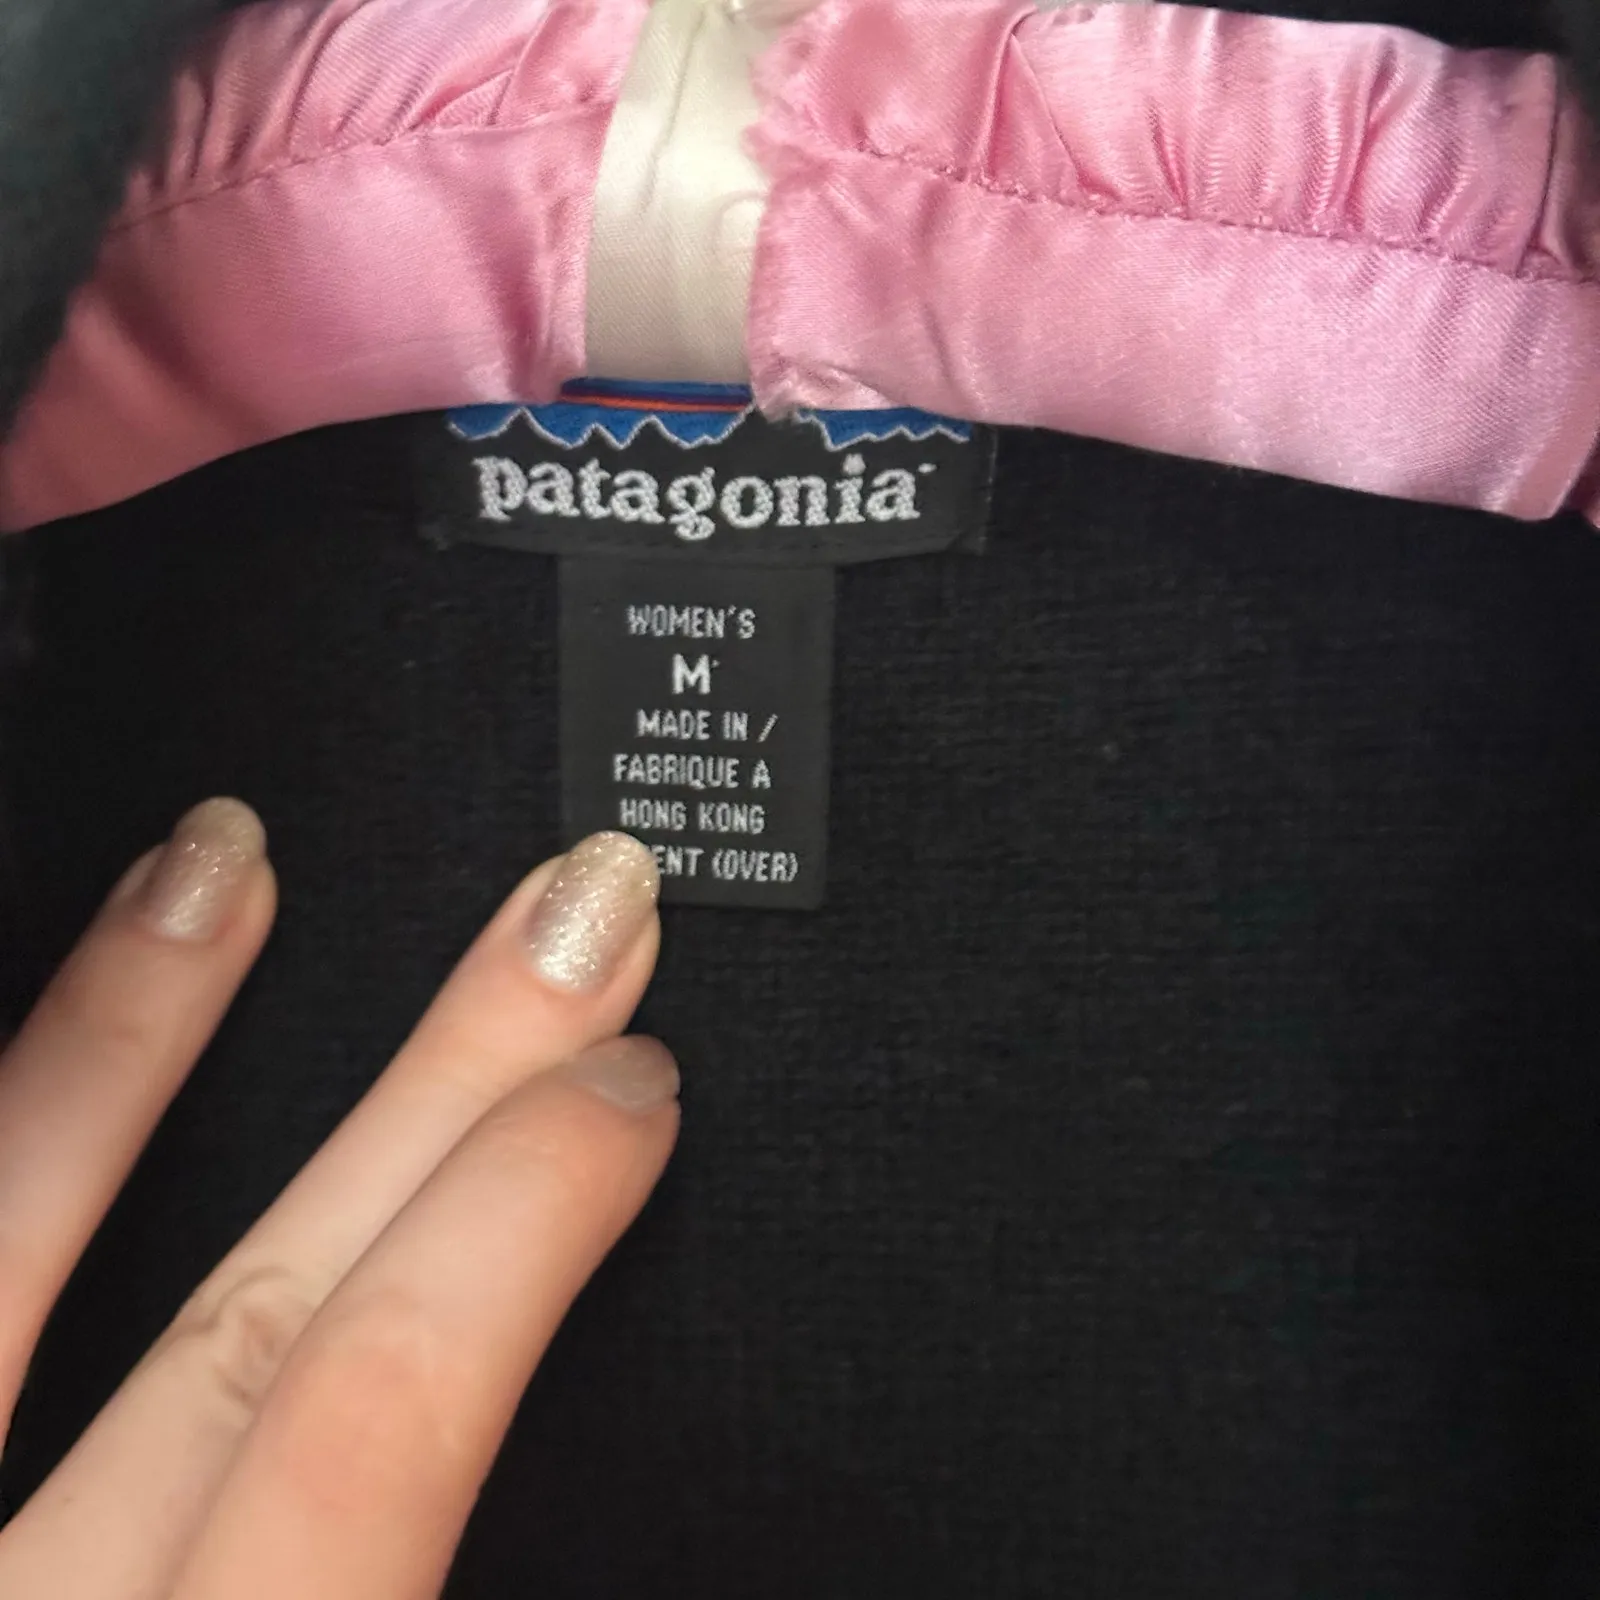 patagonia
WOMEN'S
M
MADE IN /
FABRIQUE A
HONG KONG
(OVER)